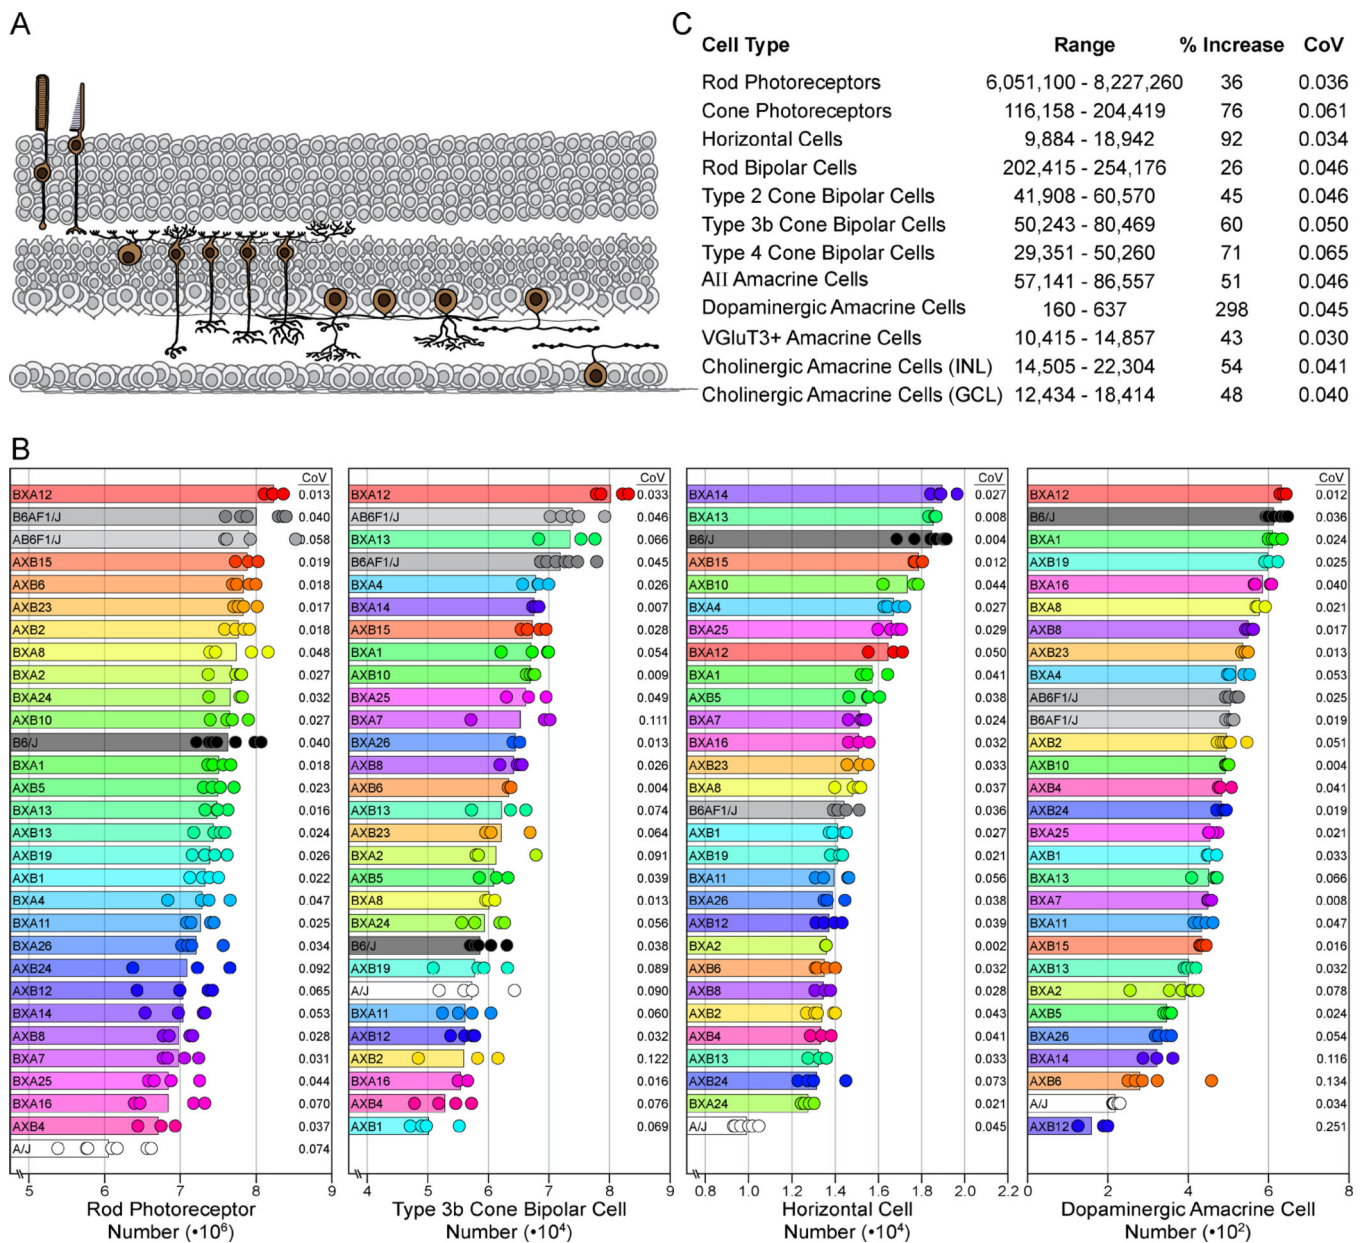 A
C
Cell Type Range % Increase CoV
Rod Photoreceptors 6,051,100 - 8,227,260 36 0.036
Cone Photoreceptors 116,158 - 204,419 76 0.061
Horizontal Cells 9,884 - 18,942 92 0.034
Rod Bipolar Cells 202,415 - 254,176 26 0.046
Type 2 Cone Bipolar Cells 41,908 - 60,570 45 0.046
Type 3b Cone Bipolar Cells 50,243 - 80,469 60 0.050
Type 4 Cone Bipolar Cells 29,351 - 50,260 71 0.065
AII Amacrine Cells 57,141 - 86,557 51 0.046
Dopaminergic Amacrine Cells 160 - 637 298 0.045
VGluT3+ Amacrine Cells 10,415 - 14,857 43 0.030
Cholinergic Amacrine Cells (INL) 14,505 - 22,304 54 0.041
Cholinergic Amacrine Cells (GCL) 12,434 - 18,414 48 0.040
B
CoV
BXA12 0.013
B6AF1/J 0.040
AB6F1/J 0.058
AXB15 0.019
AXB6 0.018
AXB23 0.017
AXB2 0.018
BXA8 0.048
BXA2 0.027
BXA24 0.032
AXB10 0.027
B6/J 0.040
BXA1 0.018
AXB5 0.023
BXA13 0.016
AXB13 0.024
AXB19 0.026
AXB1 0.022
BXA4 0.047
BXA11 0.025
BXA26 0.034
AXB24 0.092
AXB12 0.065
BXA14 0.053
AXB8 0.028
BXA7 0.031
BXA25 0.044
BXA16 0.070
AXB4 0.037
A/J 0.074
5 6 7 8 9
Rod Photoreceptor
Number (•10⁶)
CoV
BXA12 0.033
AB6F1/J 0.046
BXA13 0.066
B6AF1/J 0.045
BXA4 0.026
BXA14 0.007
AXB15 0.028
BXA1 0.054
AXB10 0.009
BXA25 0.049
BXA7 0.111
BXA26 0.013
AXB8 0.026
AXB6 0.004
AXB13 0.074
AXB23 0.064
BXA2 0.091
AXB5 0.039
BXA8 0.013
BXA24 0.056
B6/J 0.038
AXB19 0.089
A/J 0.090
BXA11 0.060
AXB12 0.032
AXB2 0.122
BXA16 0.016
AXB4 0.076
AXB1 0.069
4 5 6 7 8 9
Type 3b Cone Bipolar Cell
Number (•10⁴)
CoV
BXA14 0.027
BXA13 0.008
B6/J 0.004
AXB15 0.012
AXB10 0.044
BXA4 0.027
BXA25 0.029
BXA12 0.050
BXA1 0.041
AXB5 0.038
BXA7 0.024
BXA16 0.032
AXB23 0.033
BXA8 0.037
B6AF1/J 0.036
AXB1 0.027
AXB19 0.021
BXA11 0.056
BXA26 0.038
AXB12 0.039
BXA2 0.002
AXB6 0.032
AXB8 0.028
AXB2 0.043
AXB4 0.041
AXB13 0.033
AXB24 0.073
BXA24 0.021
A/J 0.045
0.8 1.0 1.2 1.4 1.6 1.8 2.0 2.2
Horizontal Cell
Number (•10⁴)
CoV
BXA12 0.012
B6/J 0.036
BXA1 0.024
AXB19 0.025
BXA16 0.040
BXA8 0.021
AXB8 0.017
AXB23 0.013
BXA4 0.053
AB6F1/J 0.025
B6AF1/J 0.019
AXB2 0.051
AXB10 0.004
AXB4 0.041
AXB24 0.019
BXA25 0.021
AXB1 0.033
BXA13 0.066
BXA7 0.008
BXA11 0.047
AXB15 0.016
AXB13 0.032
BXA2 0.078
AXB5 0.024
BXA26 0.054
BXA14 0.116
AXB6 0.134
A/J 0.034
AXB12 0.251
0 2 4 6 8
Dopaminergic Amacrine Cell
Number (•10²)